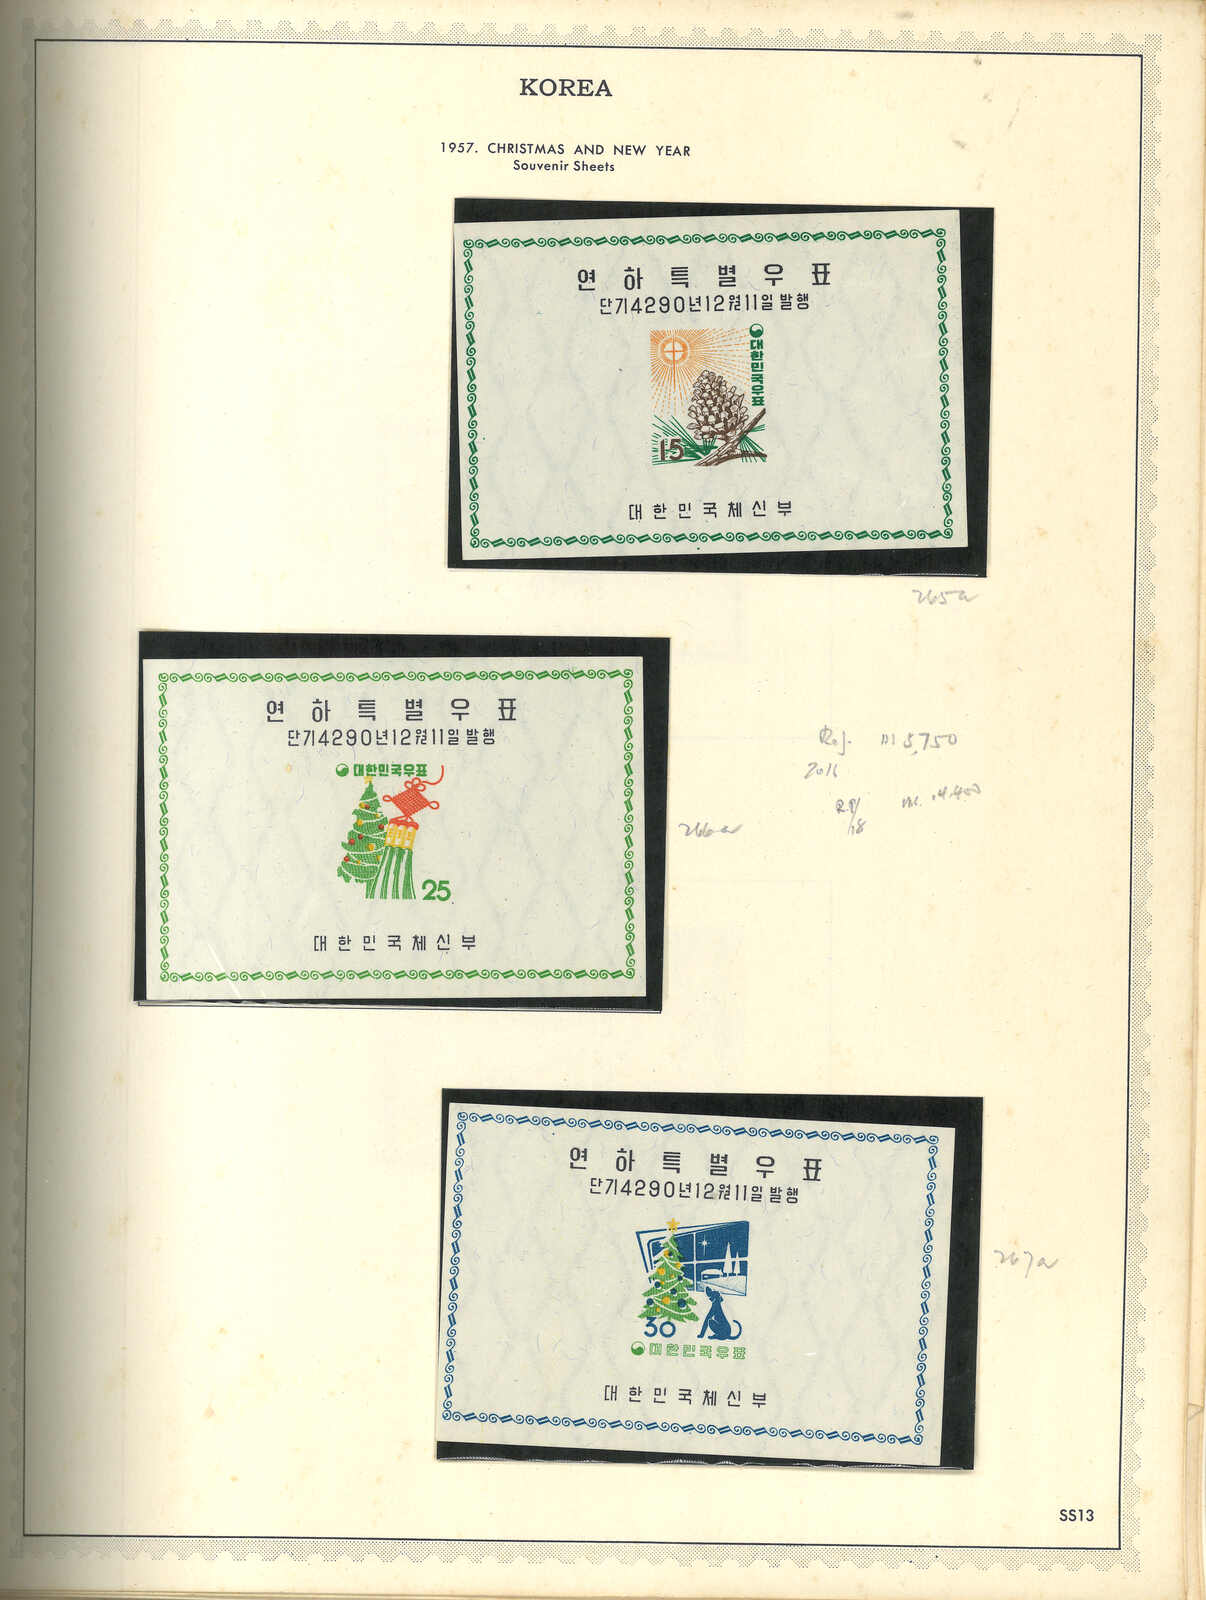 KOREA
1957. CHRISTMAS AND NEW YEAR
Souvenir Sheets
연 하 특 별 우 표
단기4290년12월11일 발행
대한민국우표
15
대 한 민 국 체 신 부
265a
연 하 특 별 우 표
단기4290년12월11일 발행
대한민국우표
25
대 한 민 국 체 신 부
266a
2016
5,750
18
연 하 특 별 우 표
단기4290년12월11일 발행
30
대한민국우표
대 한 민 국 체 신 부
267a
SS13